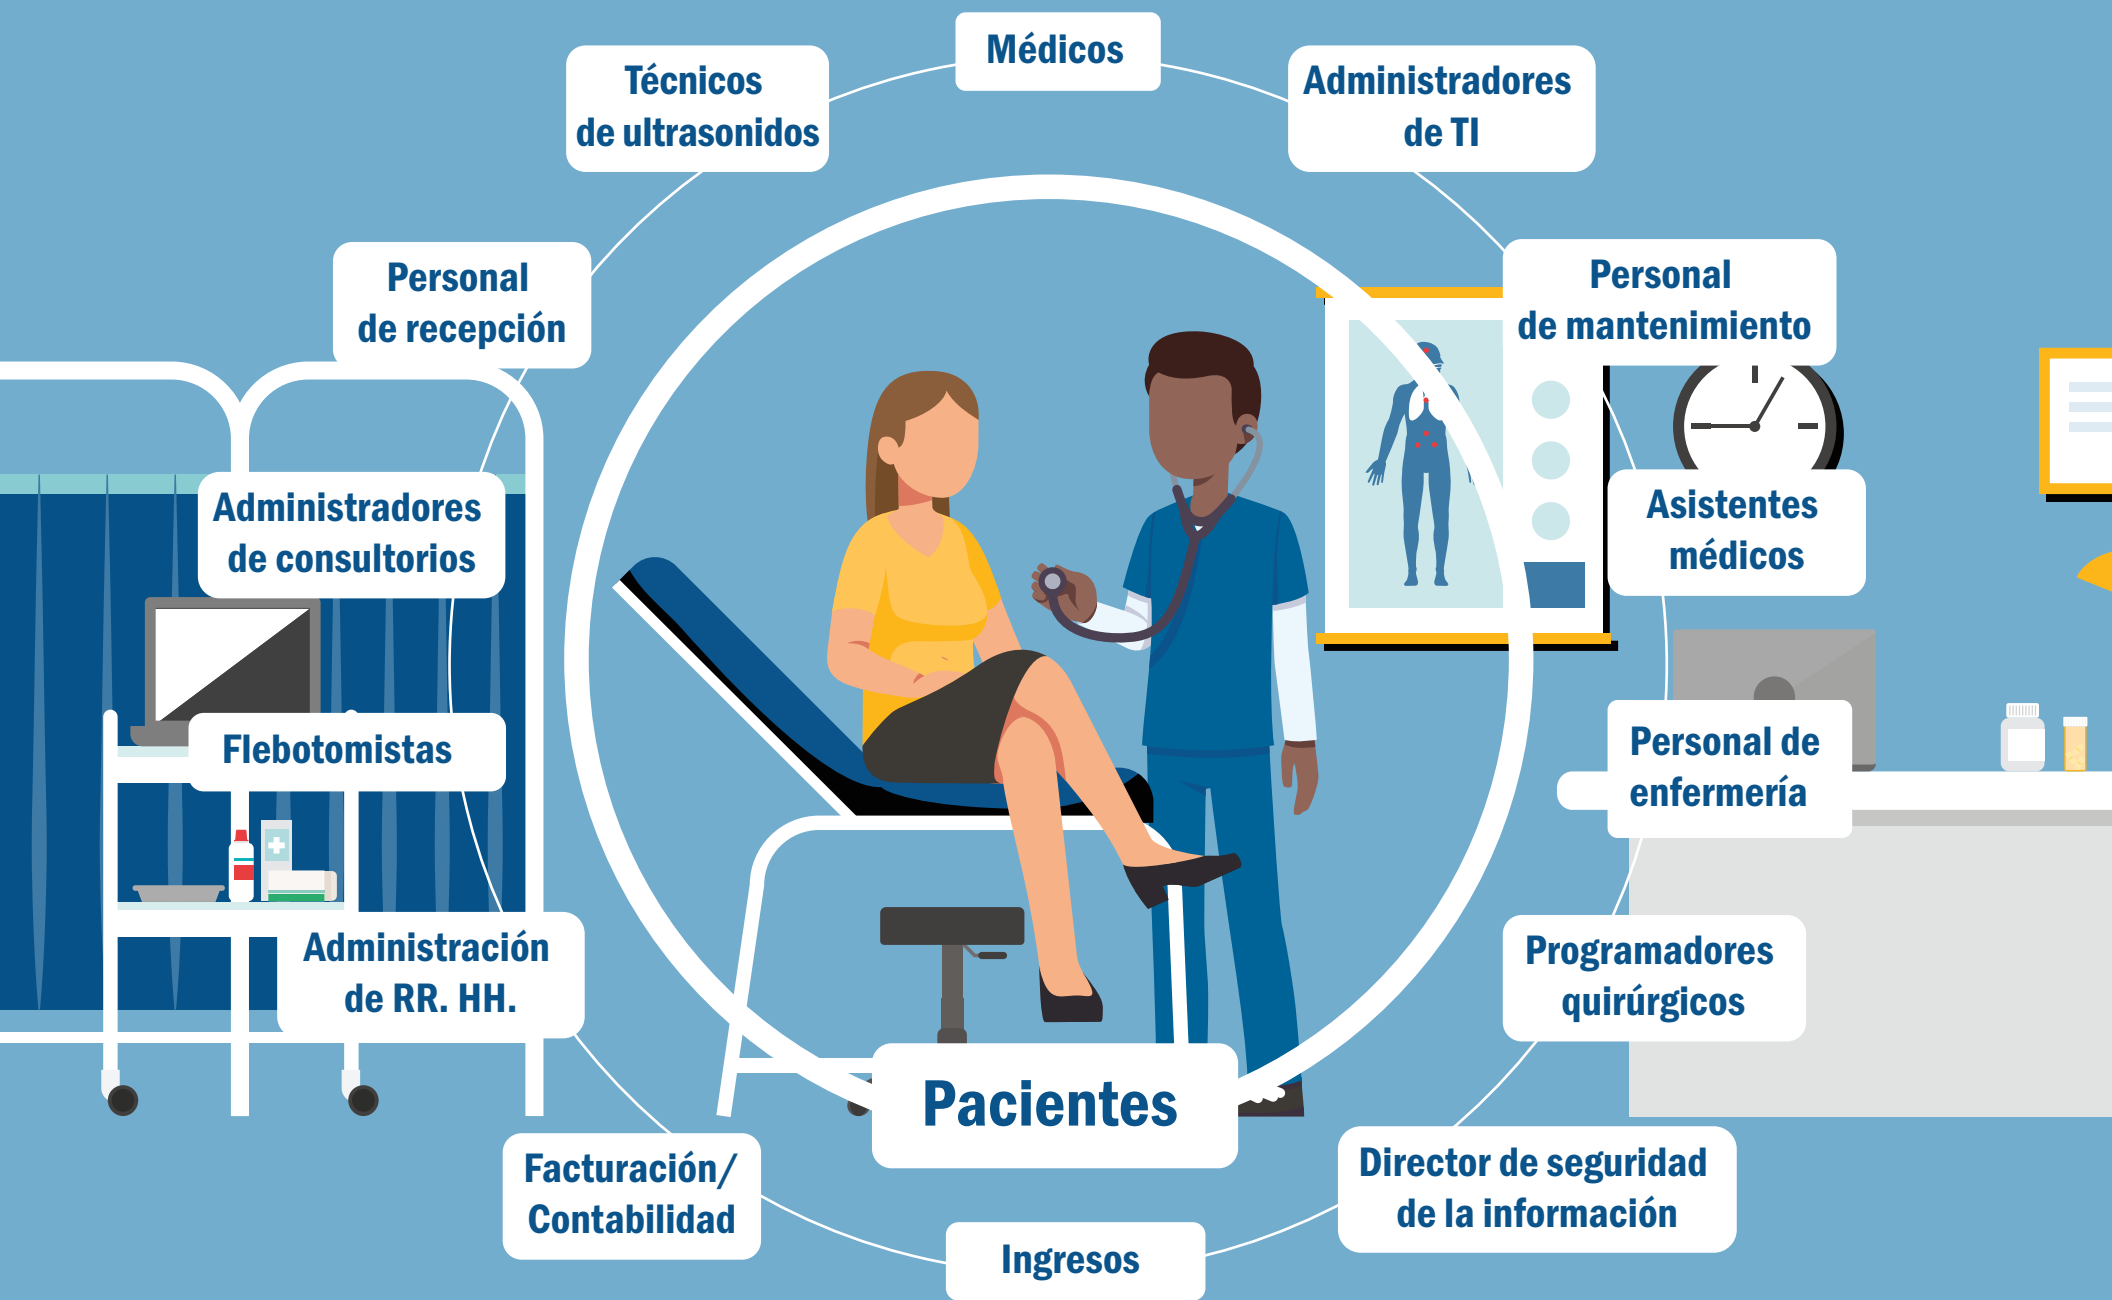 Médicos
Técnicos
de ultrasonidos
Administradores
de TI
Personal
de recepción
Personal
de mantenimiento
Administradores
de consultorios
Asistentes
médicos
Flebotomistas
Personal de
enfermería
Administración
de RR. HH.
Programadores
quirúrgicos
Pacientes
Facturación/
Contabilidad
Director de seguridad
de la información
Ingresos